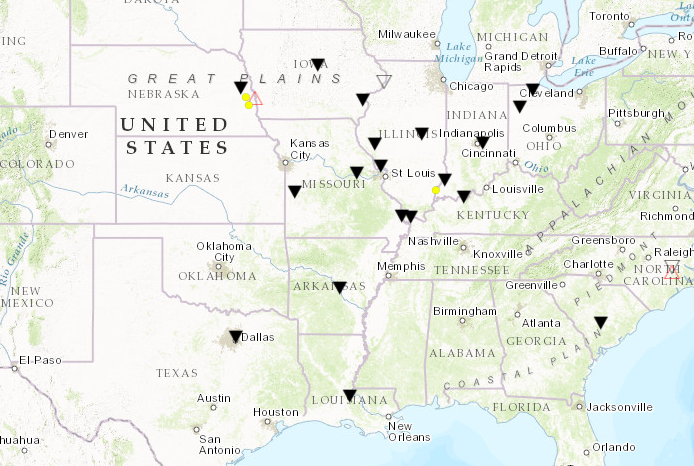 DAKOTA
Toronto
Lake
Onta
Milwaukee
MICHIGAN
Lake
Michigan
Grand
Rapids
Detroit
Buffalo
NEW Y
ING
IOWA
Lake
Erie
GREAT PLAINS
NEBRASKA
Chicago
Cleveland
UNITED
STATES
INDIANA
Pittsburgh
Denver
Kansas
City
ILLINOIS
Indianapolis
Columbus
OHIO
COLORADO
KANSAS
MISSOURI
St Louis
Cincinnati
Ohio
APPALACHIAN MO
Arkansas
Louisville
VIRGINIA
KENTUCKY
Richmond
Rio Grande
Oklahoma
City
OKLAHOMA
Nashville
Knoxville
TENNESSEE
Greensboro
Raleigh
Charlotte
NORTH
CAROLINA
NEW
MEXICO
Memphis
Greenville
PIEDMONT
ARKANSAS
Birmingham
Atlanta
GEORGIA
Dallas
ALABAMA
COASTAL PLAIN
El Paso
TEXAS
Austin
LOUISIANA
FLORIDA
Jacksonville
Houston
New
Orleans
huahua
San
Antonio
Orlando